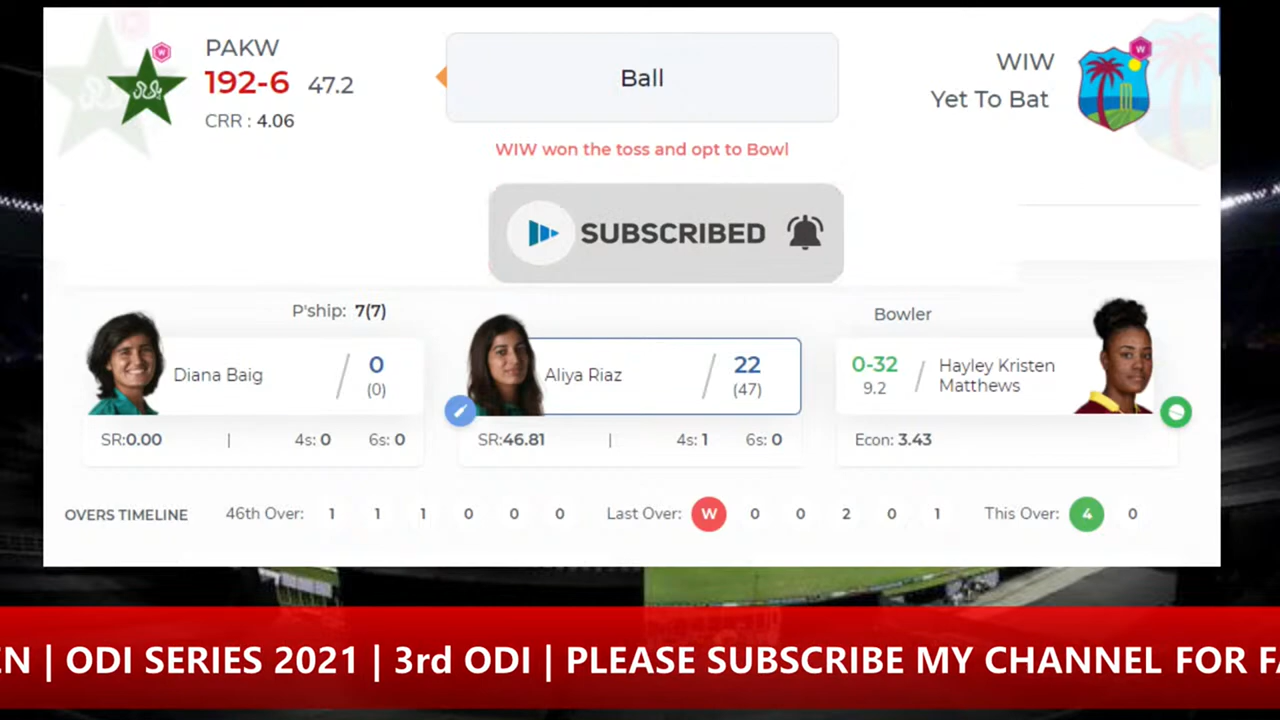 PAKW
192-6 47.2
CRR : 4.06
Ball
WIW won the toss and opt to Bowl
WIW
Yet To Bat
W
W
SUBSCRIBED
P'ship: 7(7)
Diana Baig 0
(0)
SR:0.00 | 4s: 0 6s: 0
Aliya Riaz 22
(47)
SR:46.81 | 4s: 1 6s: 0
Bowler
0-32
9.2
Hayley Kristen
Matthews
Econ: 3.43
OVERS TIMELINE 46th Over: 1 1 1 0 0 0 Last Over: W 0 0 2 0 1 This Over: 4 0
EN | ODI SERIES 2021 | 3rd ODI | PLEASE SUBSCRIBE MY CHANNEL FOR FA